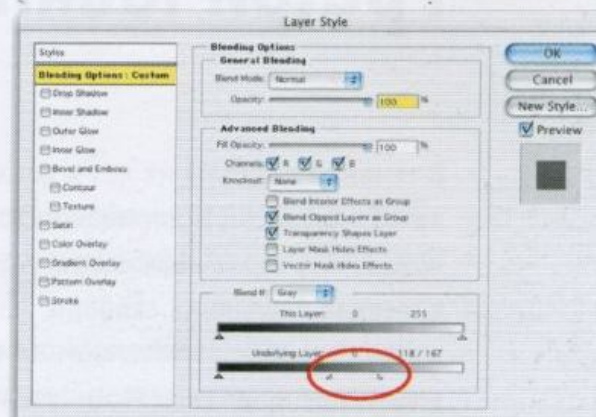 Layer Style
Styles
Blending Options: Custom
Drop Shadow
Inner Shadow
Outer Glow
Inner Glow
Bevel and Emboss
Contour
Texture
Satin
Color Overlay
Gradient Overlay
Pattern Overlay
Stroke
Blending Options
General Blending
Blend Mode: Normal
Opacity: 100 %
Advanced Blending
Fill Opacity: 100 %
Channels: R G B
Knockout: None
Blend Interior Effects as Group
Blend Clipped Layers as Group
Transparency Shapes Layer
Layer Mask Hides Effects
Vector Mask Hides Effects
Blend If: Gray
This Layer: 0 255
Underlying Layer: 0 118 / 167
OK
Cancel
New Style...
Preview